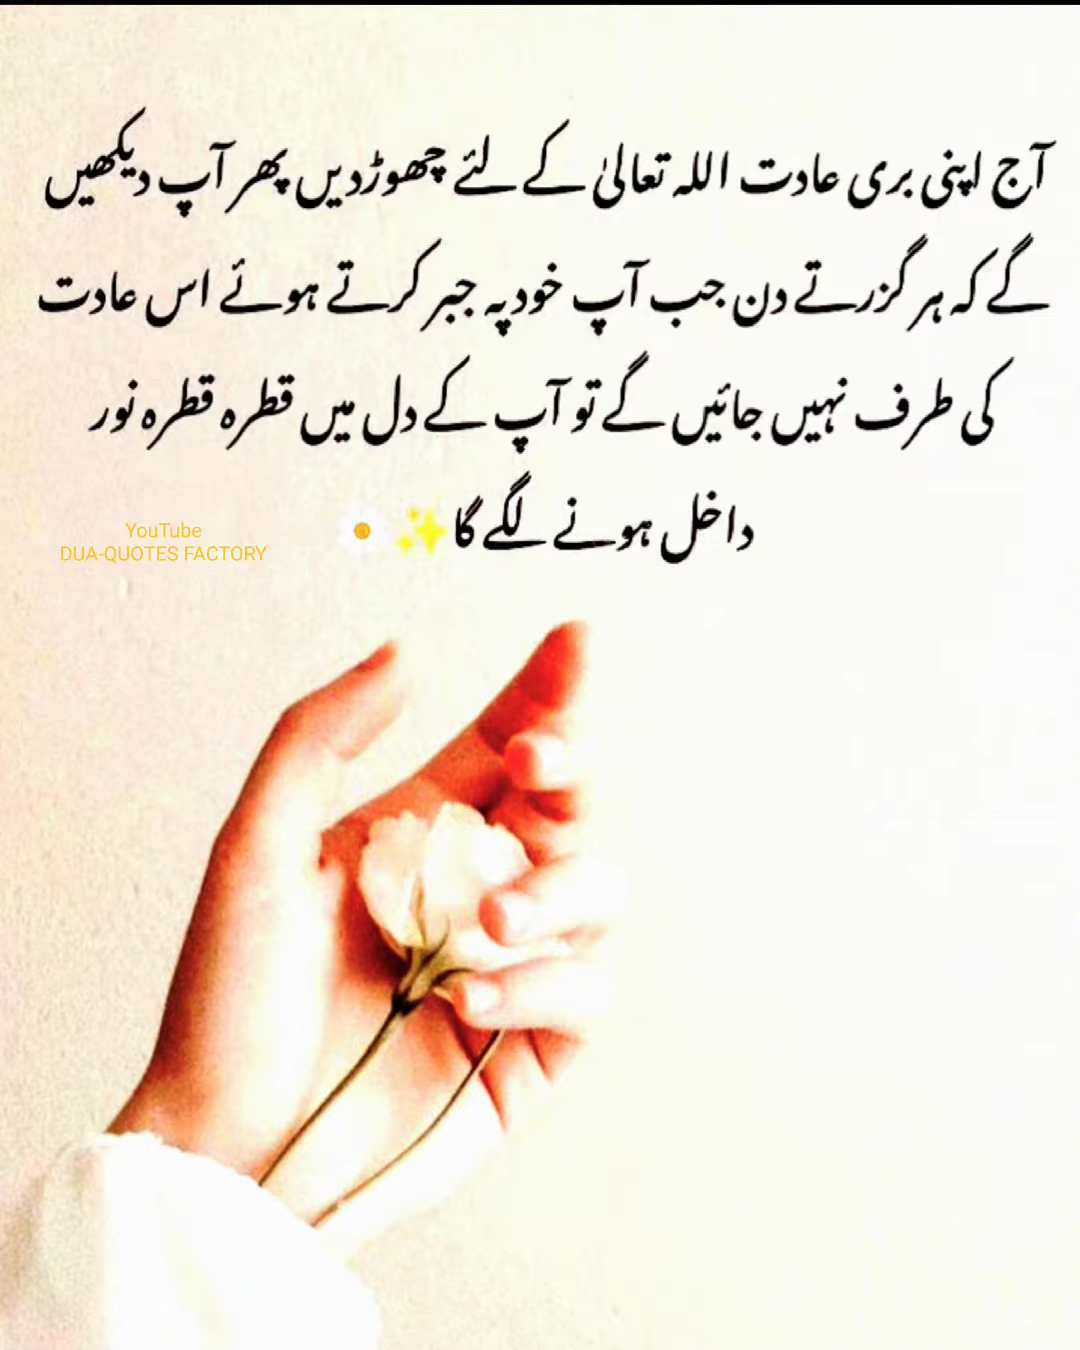 آج اپنی بری عادت اللہ تعالیٰ کے لئے چھوڑدیں پھر آپ دیکھیں
گے کہ ہر گزرتے دن جب آپ خود پہ جبر کرتے ہوئے اس عادت
کی طرف نہیں جائیں گے تو آپ کے دل میں قطرہ قطرہ نور
داخل ہونے لگے گا✨🌼
YouTube
DUA-QUOTES FACTORY